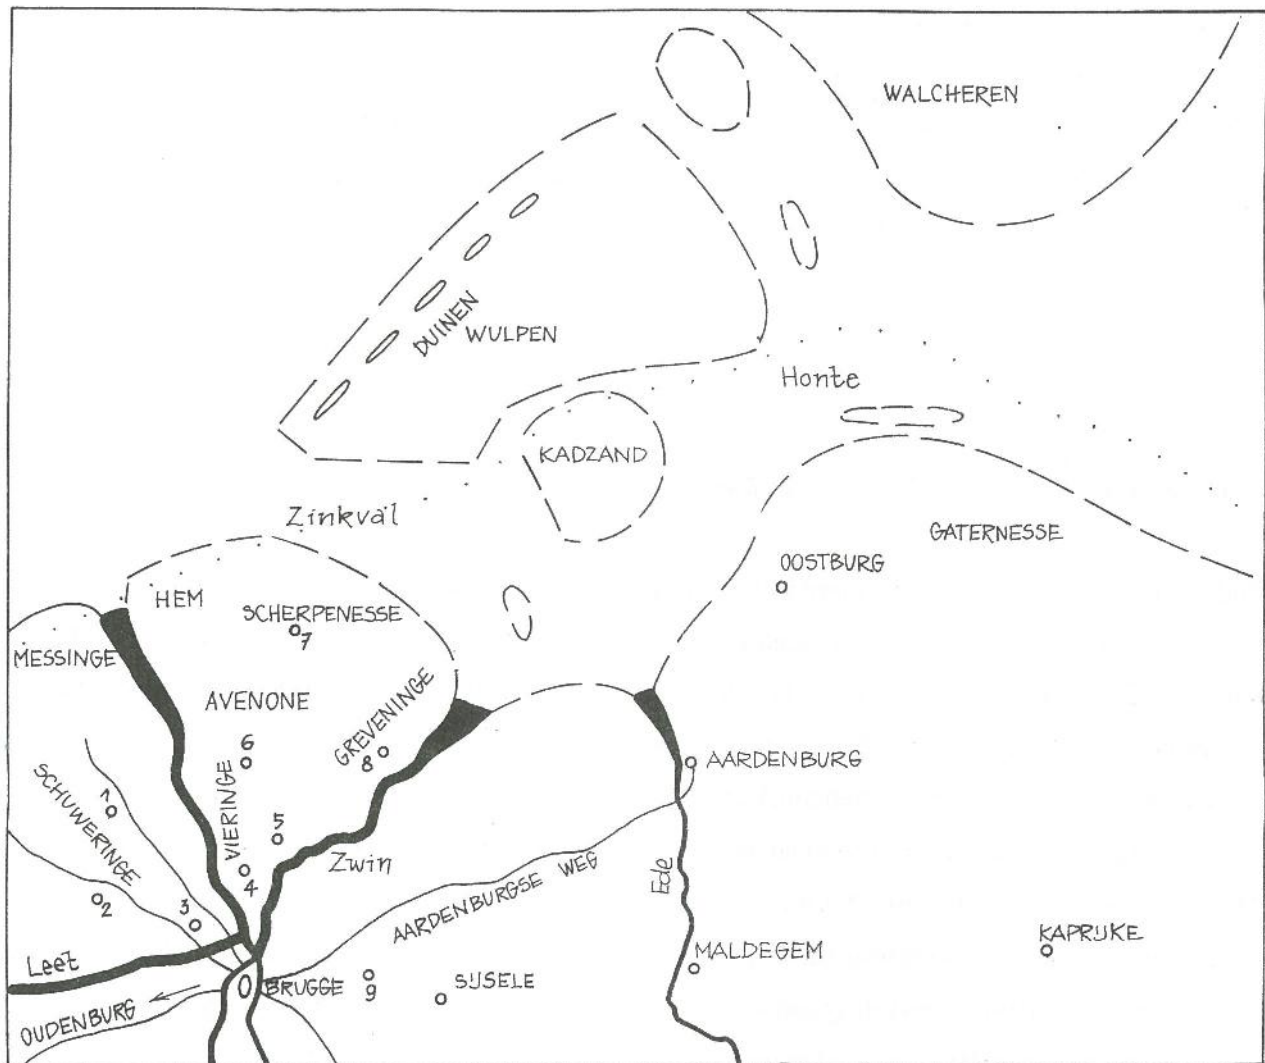 WALCHEREN
DUINEN
WULPEN
Honte
KADZAND
Zinkväl
GATERNESSE
OOSTBURG
HEM
SCHERPENESSE
7
MESSINGE
AVENONE
GREVENINGE
8
6
VIERINGE
SCHUWERINGE
1
5
4
Zwin
AARDENBURG
AARDENBURGSE WEG
Ede
2
3
Leet
MALDEGEM
KAPRIJKE
BRUGGE
9
SIJSELE
OUDENBURG